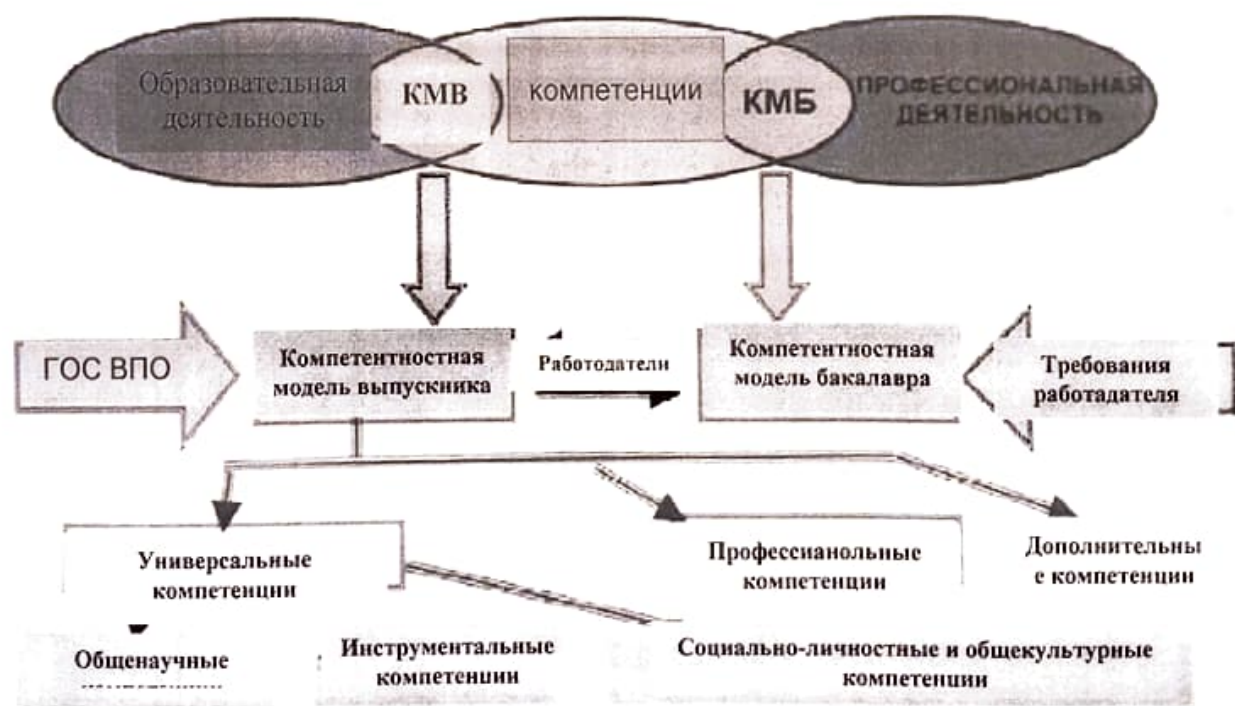 Образовательная
деятельность
КМВ
компетенции
КМБ
ПРОФЕССИОНАЛЬНАЯ
ДЕЯТЕЛЬНОСТЬ
ГОС ВПО
Компетентностная
модель выпускника
Работодатели
Компетентностная
модель бакалавра
Требования
работадателя
Универсальные
компетенции
Профессианольные
компетенции
Дополнительны
е компетенции
Общенаучные
Инструментальные
компетенции
Социально-личностные и общекультурные
компетенции